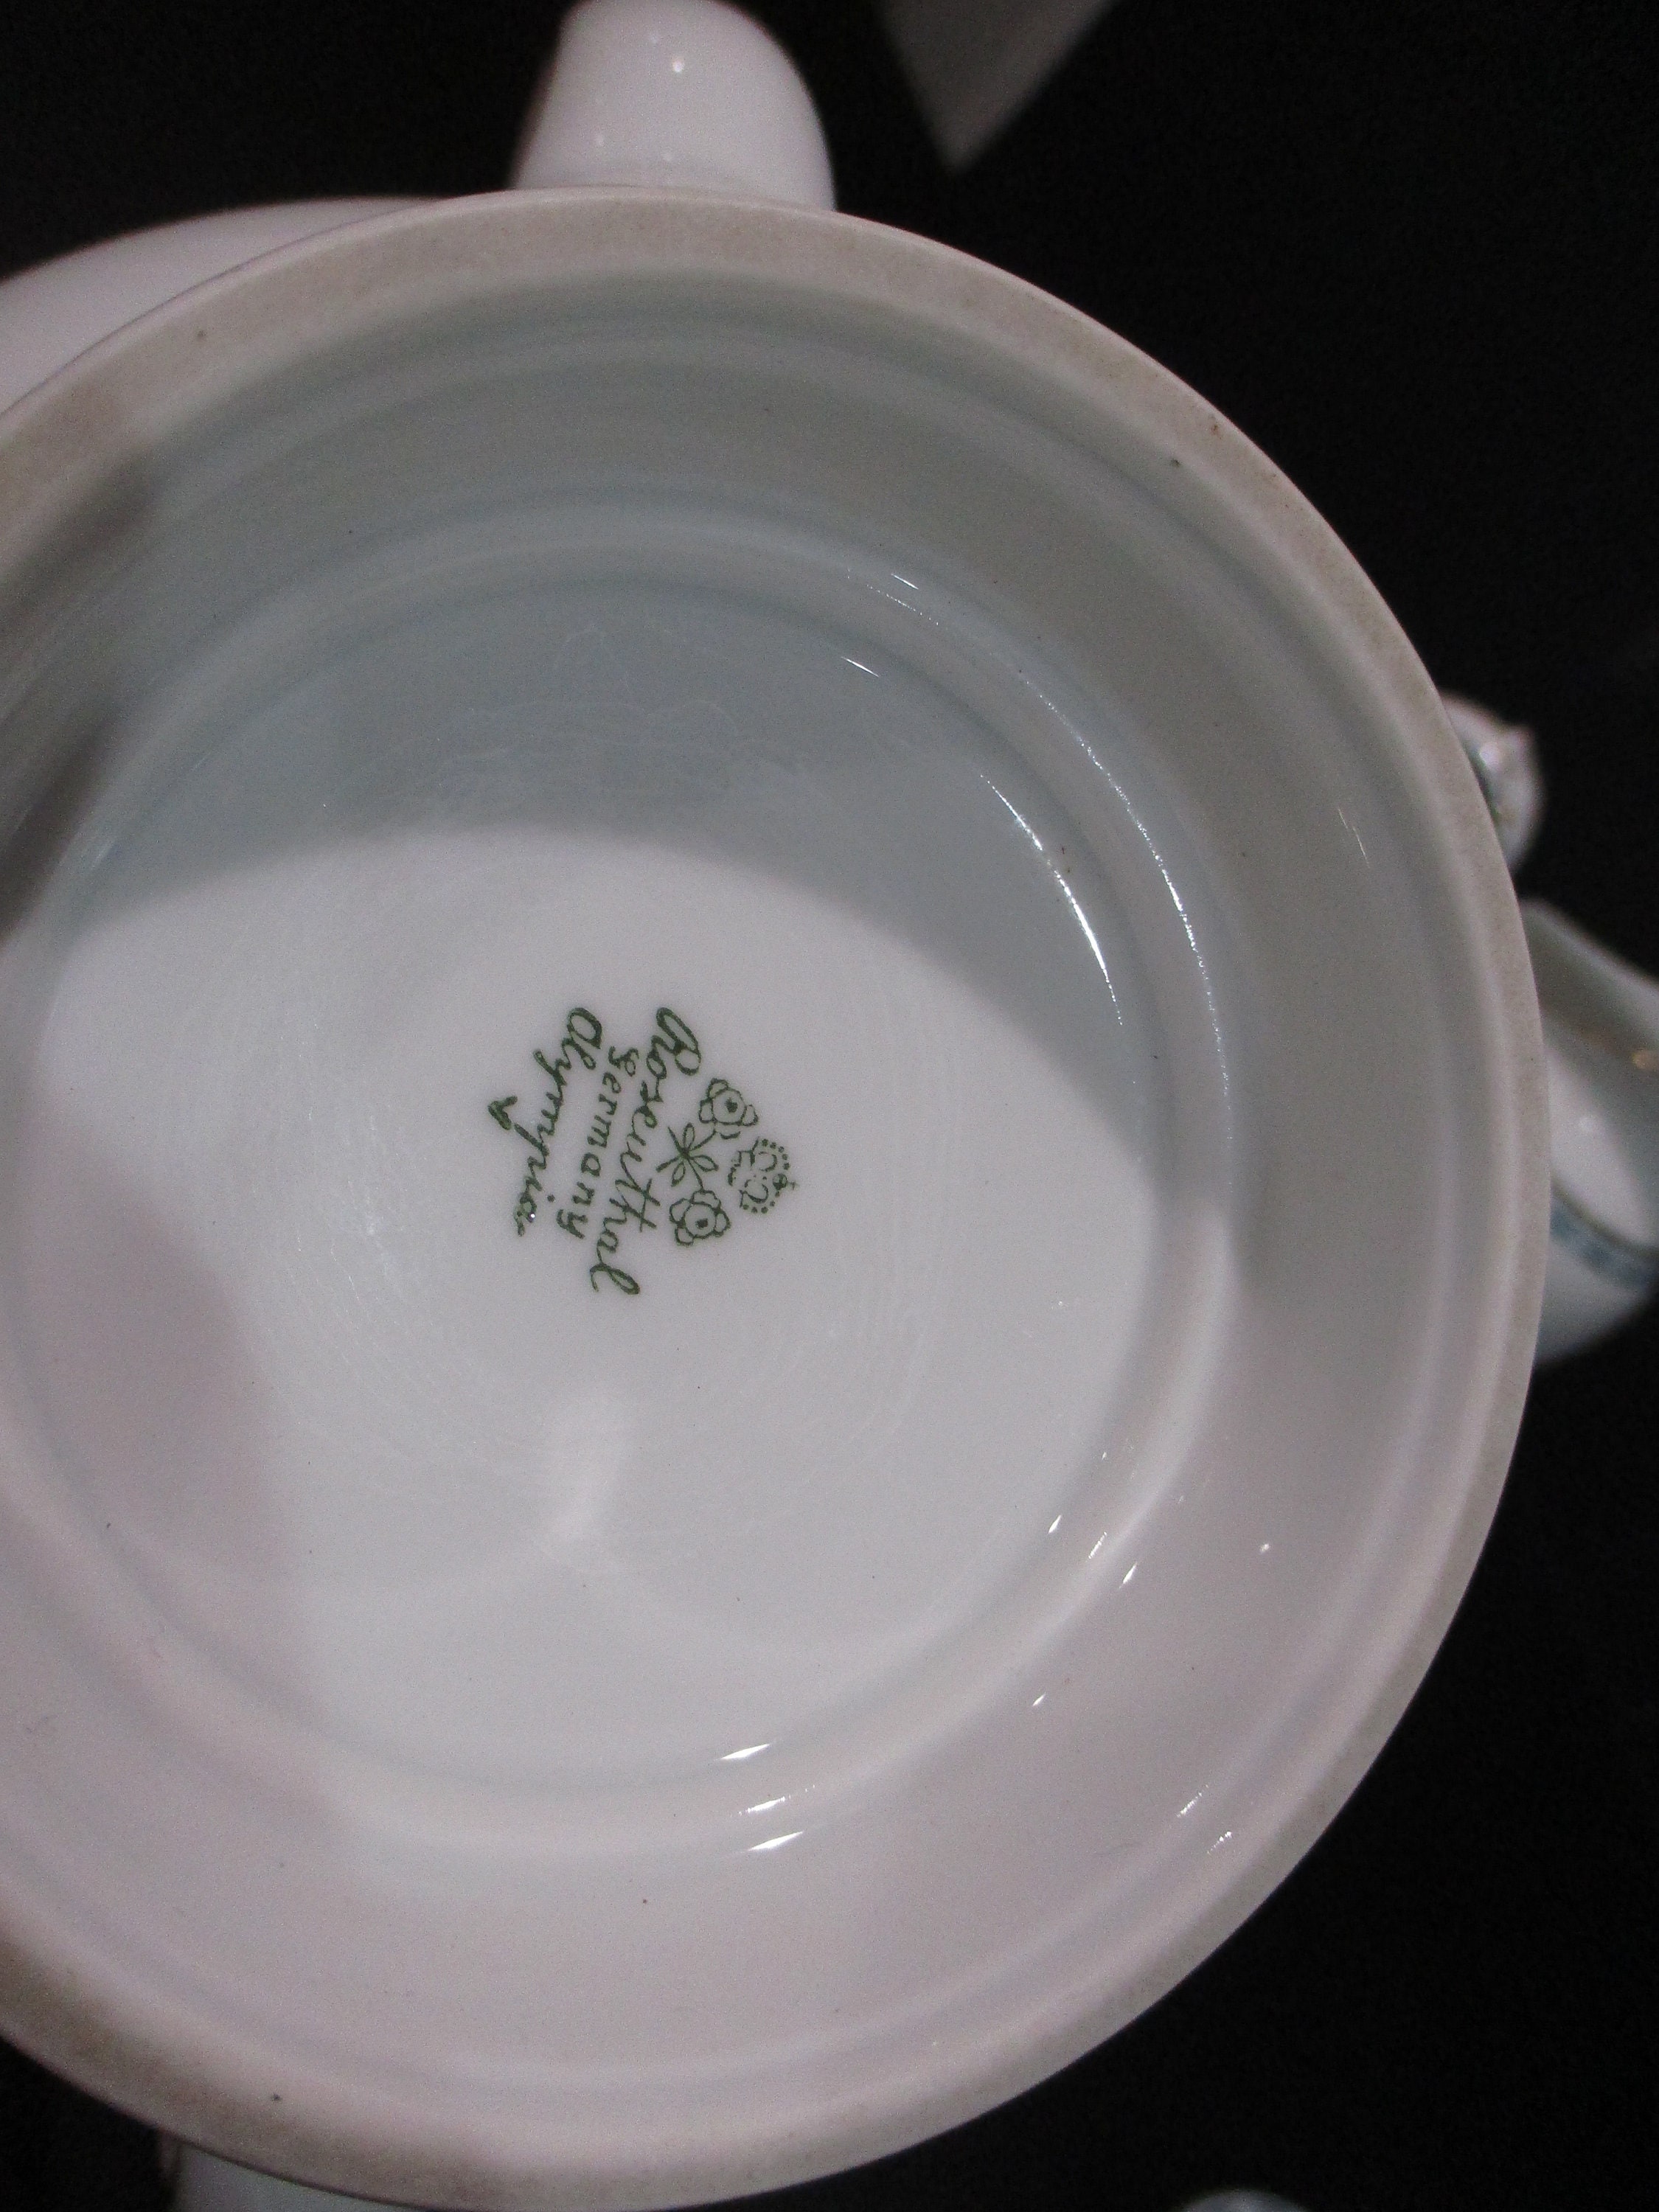 Rosenthal
Germany
Olympia